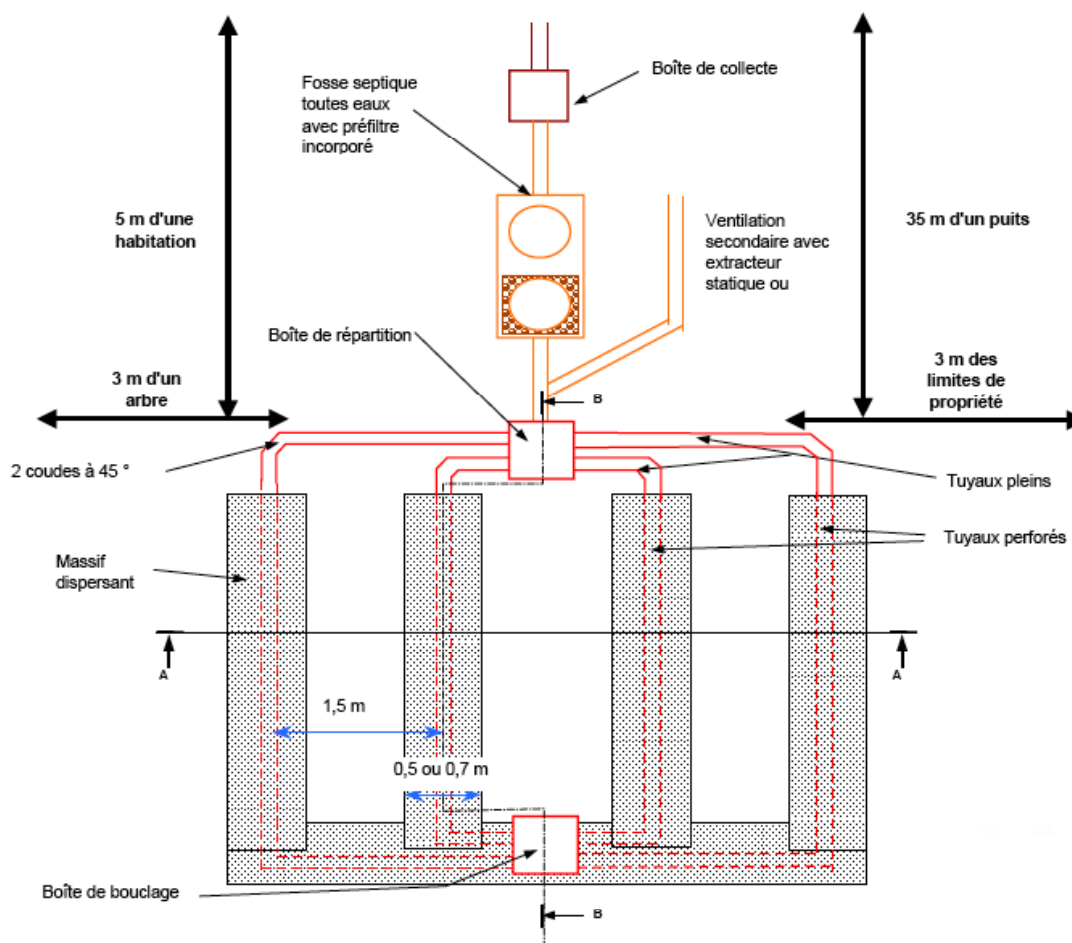 Boîte de collecte
Fosse septique
toutes eaux
avec préfiltre
incorporé
5 m d'une
habitation
Ventilation
secondaire avec
extracteur
statique ou
35 m d'un puits
Boîte de répartition
3 m d'un
arbre
3 m des
limites de
propriété
B
2 coudes à 45 °
Tuyaux pleins
Tuyaux perforés
Massif
dispersant
A
A
1,5 m
0,5 ou 0,7 m
Boîte de bouclage
B